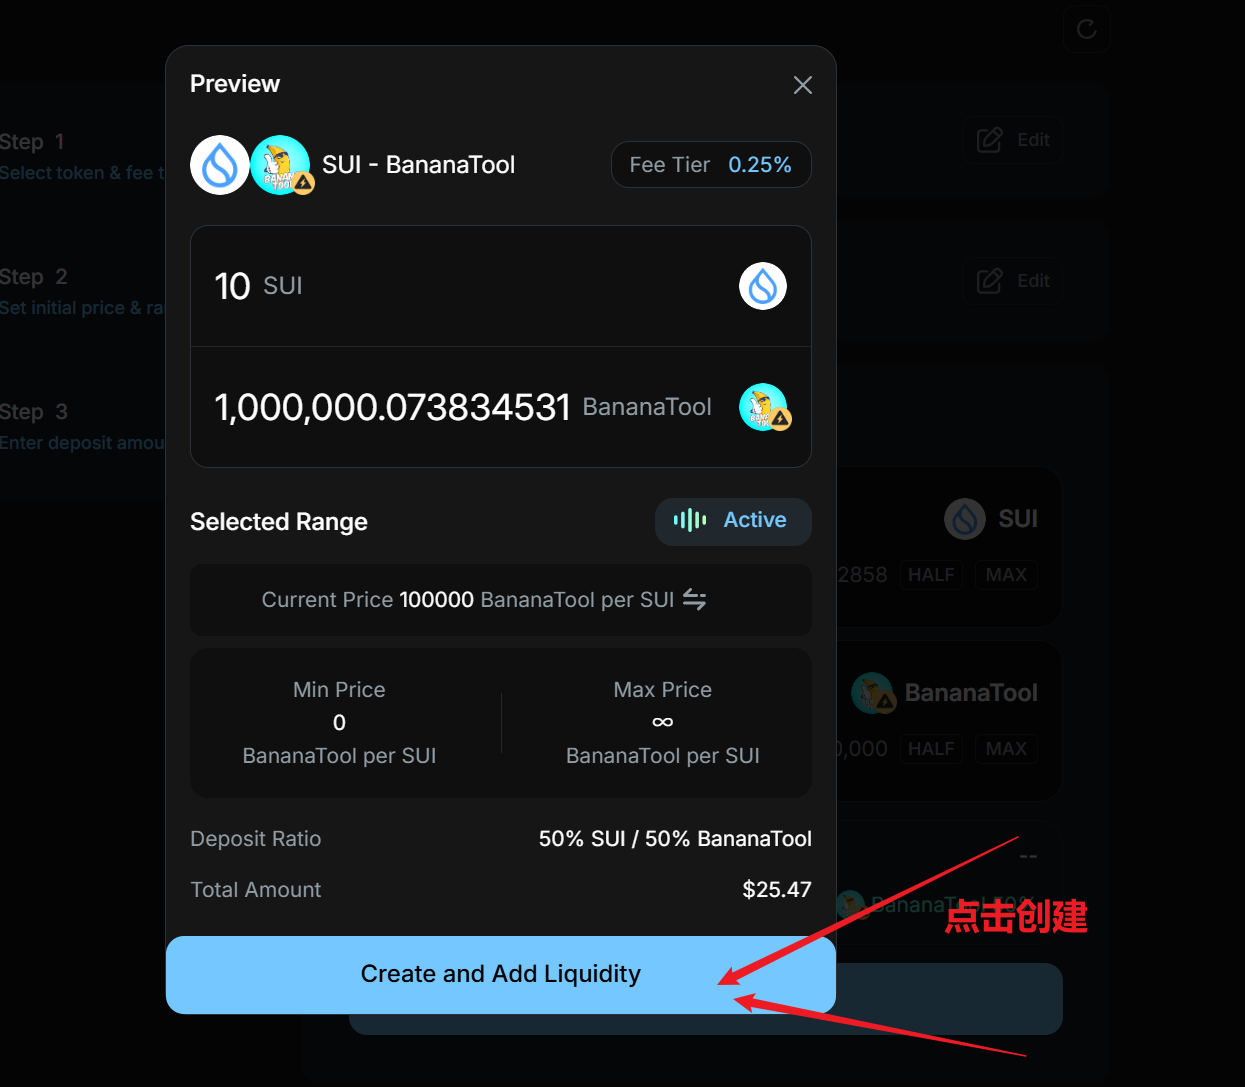 Preview
SUI - BananaTool
Fee Tier 0.25%
10 SUI
1,000,000.073834531 BananaTool
Selected Range
Active
Current Price 100000 BananaTool per SUI
Min Price
0
BananaTool per SUI
Max Price
∞
BananaTool per SUI
Deposit Ratio
50% SUI / 50% BananaTool
Total Amount
$25.47
Create and Add Liquidity
点击创建
Step 1
Select token & fee t
Step 2
Set initial price & ra
Step 3
Enter deposit amou
Edit
Edit
SUI
2858 HALF MAX
BananaTool
0,000 HALF MAX
--
BananaTool 50%